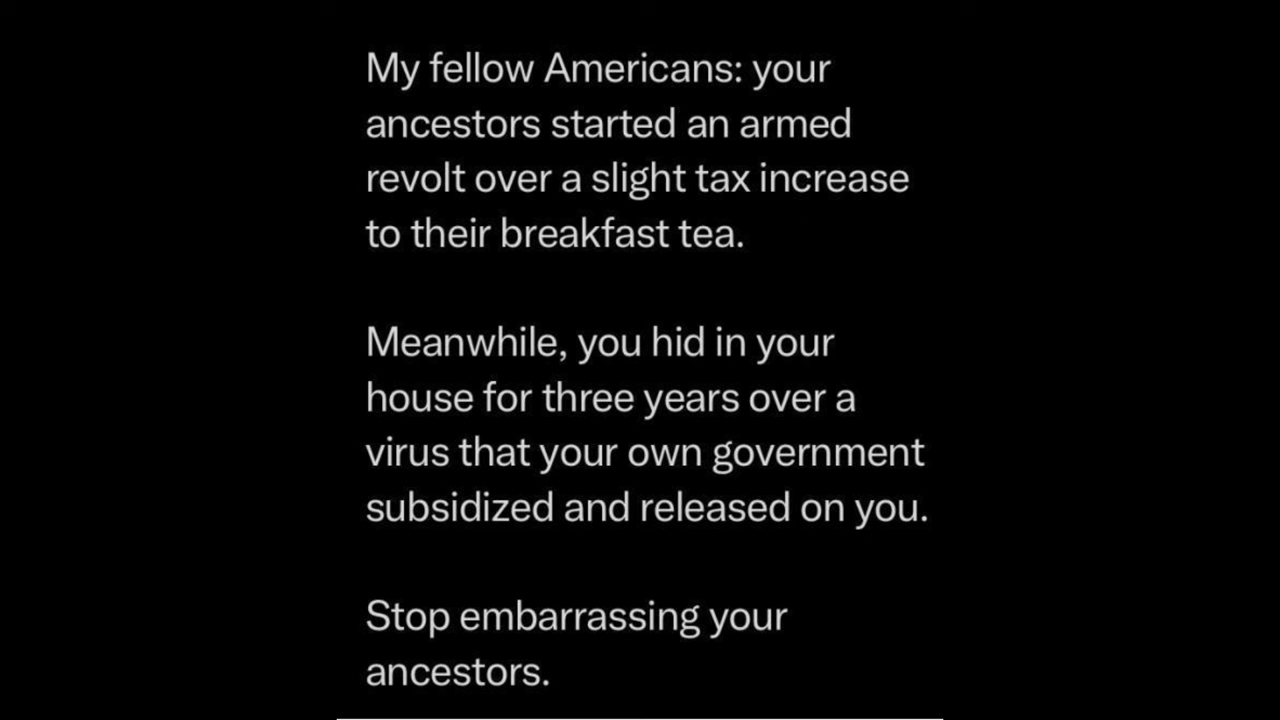 My fellow Americans: your
ancestors started an armed
revolt over a slight tax increase
to their breakfast tea.
Meanwhile, you hid in your
house for three years over a
virus that your own government
subsidized and released on you.
Stop embarrassing your
ancestors.